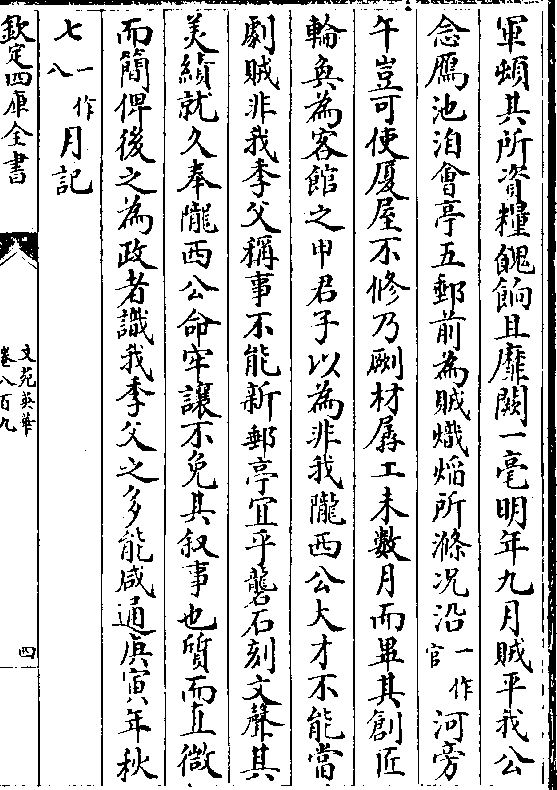 軍頓其所資糧餽餉且靡闕一毫明年九月賊平我公
念鴈池洎會亭五郵前為賊熾焰所滌况沿一作官河旁
午豈可使厦屋不修乃劂材孱工未數月而畢其創匠
輪奐為客館之甲君子以為非我隴西公大才不能當
劇賊非我季父稱事不能新郵亭宜乎礱石刻文聲其
美績就久奉隴西公命牢讓不免其叙事也質而直微
而簡俾後之為政者識我季父之多能咸通庚寅年秋
七一作八月記
欽定四庫全書
文苑英華
卷八百九
四